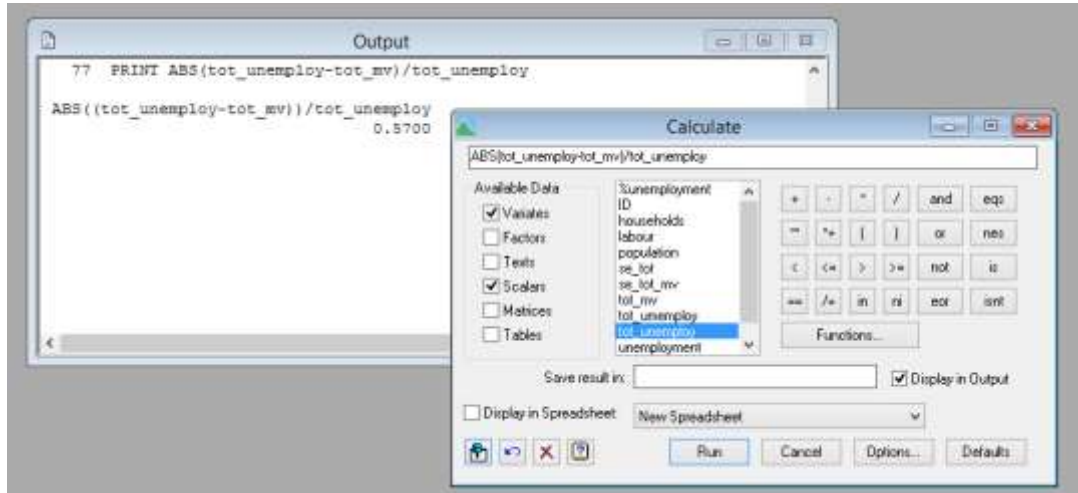 Output
77 PRINT ABS(tot_unemploy-tot_mv)/tot_unemploy
ABS((tot_unemploy-tot_mv))/tot_unemploy
0.5700
Calculate
ABS(tot_unemploy-tot_mv)/tot_unemploy
Available Data
Variates
Factors
Texts
Scalars
Matrices
Tables
%unemployment
ID
households
labour
population
se_tot
se_tot_mv
tot_mv
tot_unemploy
tot_unemploy
unemployment
+ - * / and eqs
** *+ ( ) or nes
< <= > >= not is
== /= in ni eor isnt
Functions...
Save result in:
Display in Output
Display in Spreadsheet
New Spreadsheet
Run Cancel Options... Defaults